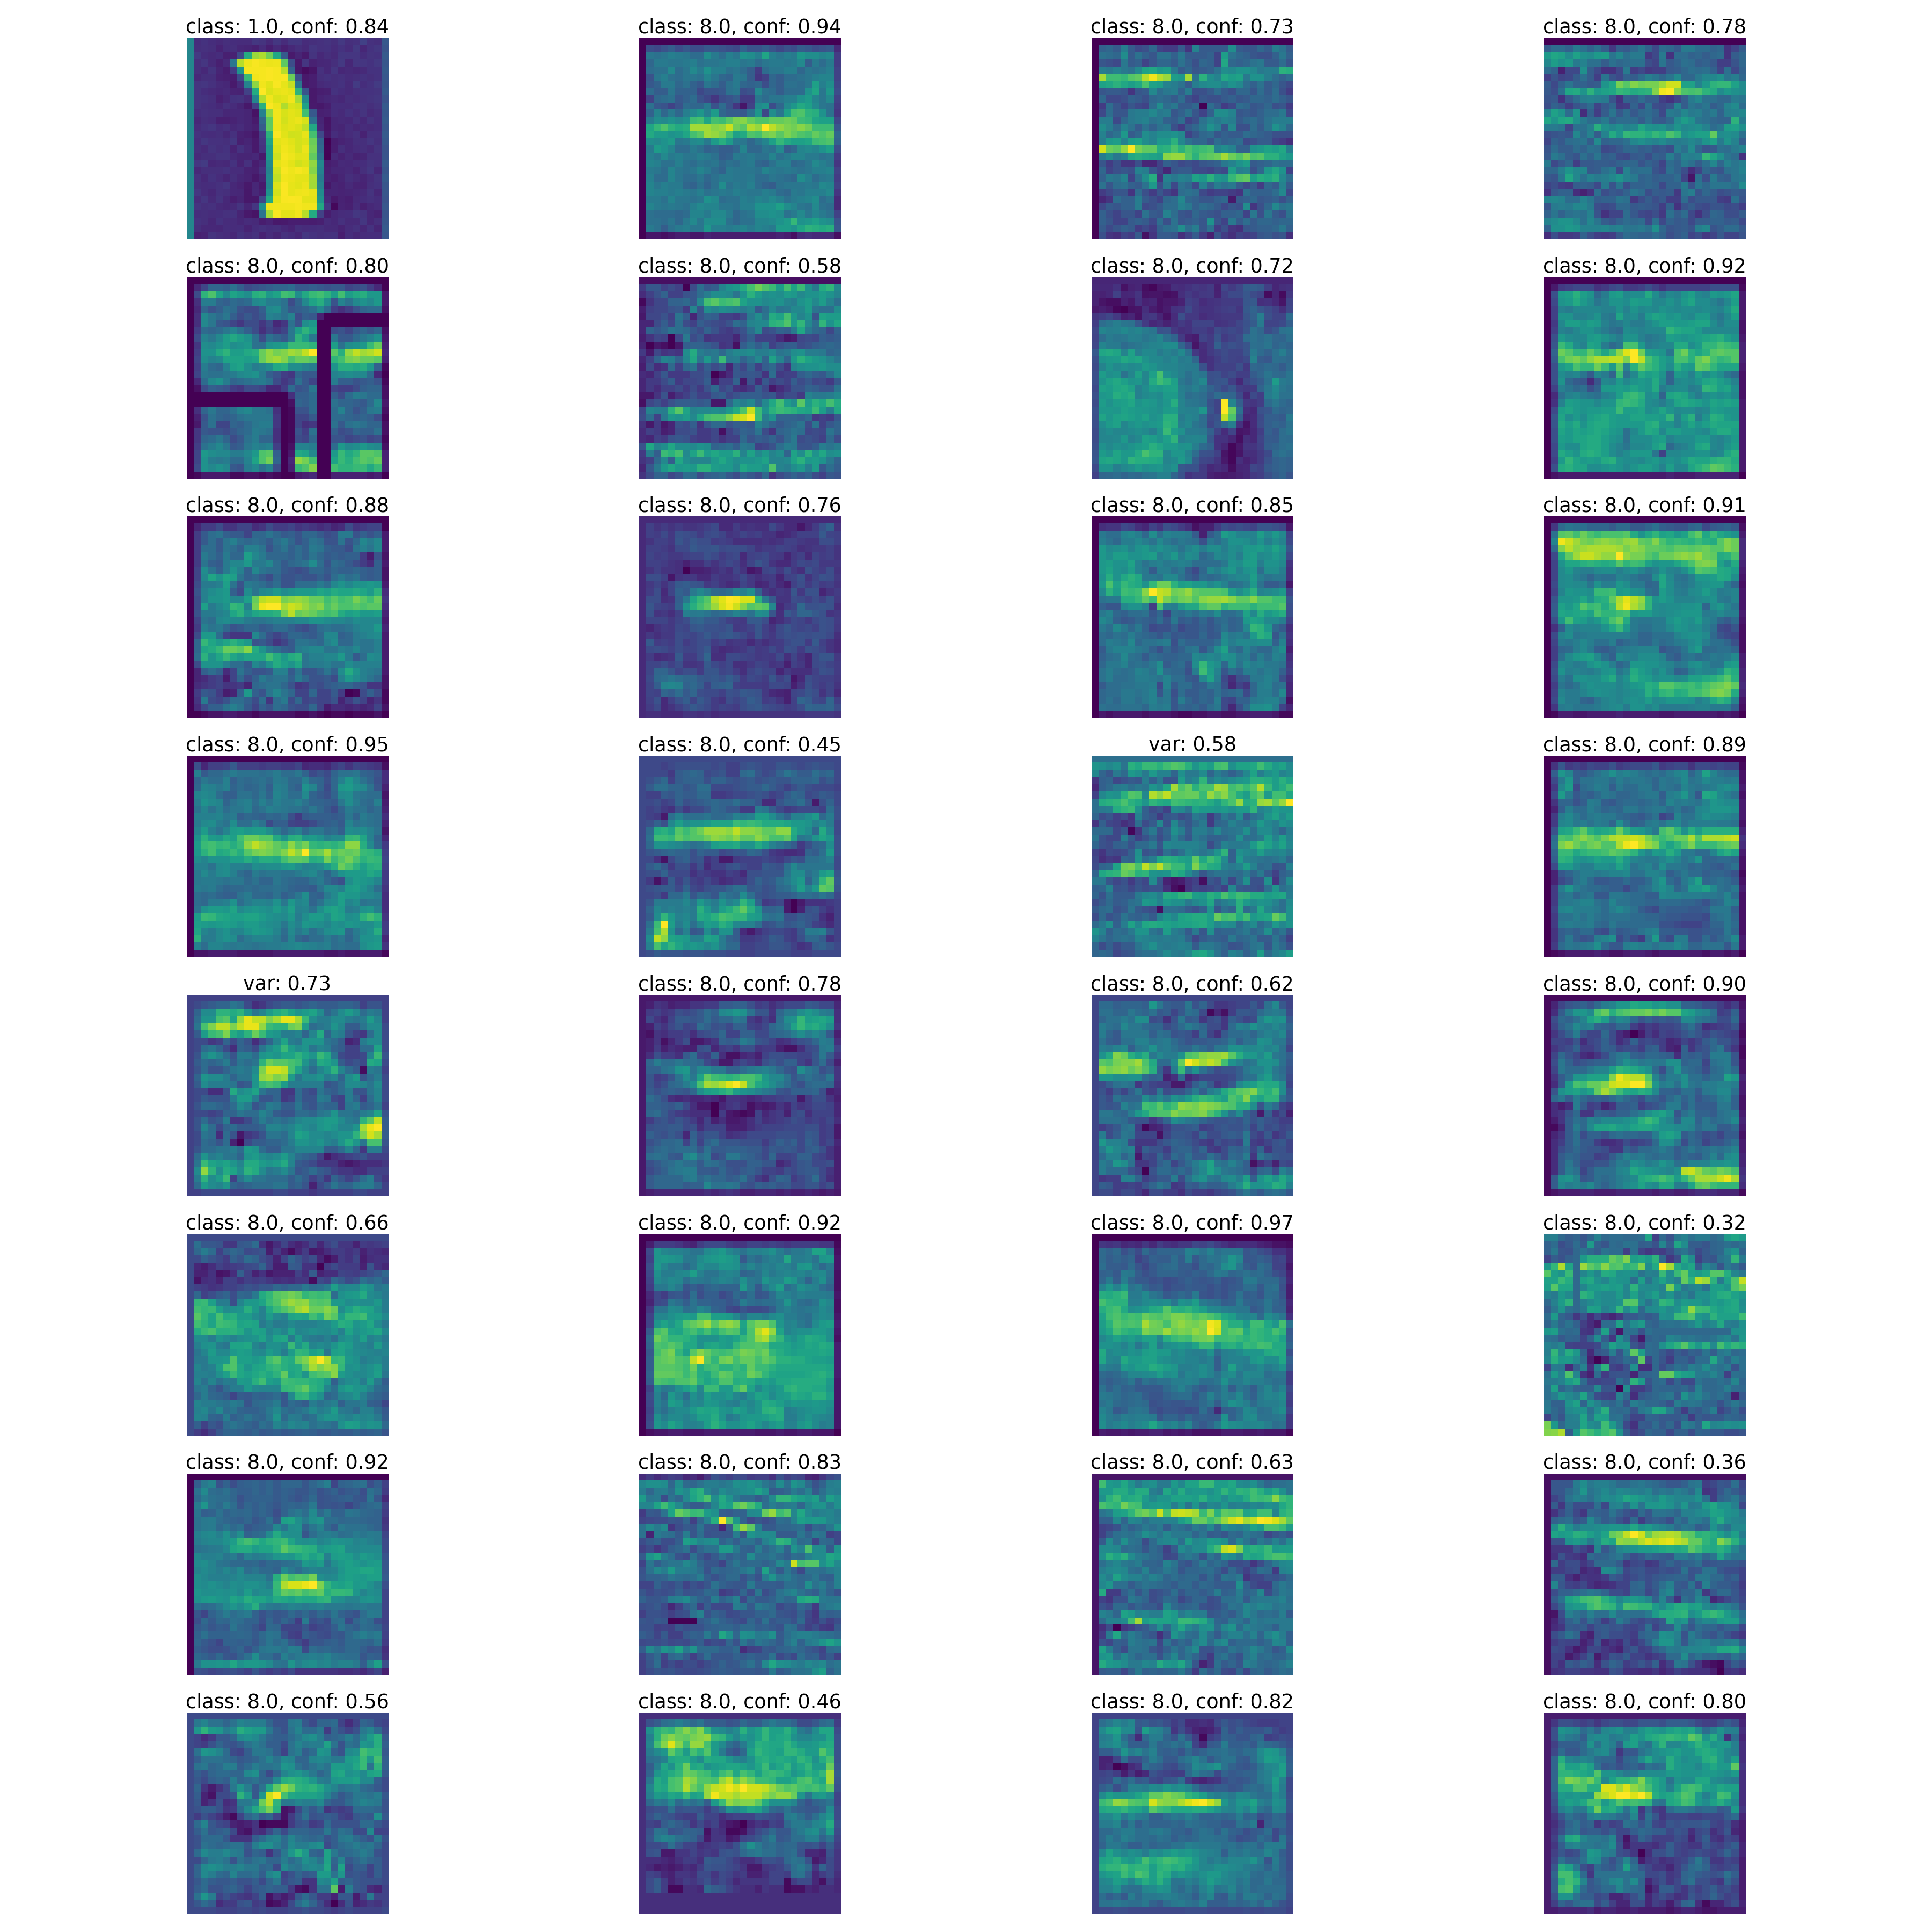 class: 1.0, conf: 0.84
class: 8.0, conf: 0.94
class: 8.0, conf: 0.73
class: 8.0, conf: 0.78
class: 8.0, conf: 0.80
class: 8.0, conf: 0.58
class: 8.0, conf: 0.72
class: 8.0, conf: 0.92
class: 8.0, conf: 0.88
class: 8.0, conf: 0.76
class: 8.0, conf: 0.85
class: 8.0, conf: 0.91
class: 8.0, conf: 0.95
class: 8.0, conf: 0.45
var: 0.58
class: 8.0, conf: 0.89
var: 0.73
class: 8.0, conf: 0.78
class: 8.0, conf: 0.62
class: 8.0, conf: 0.90
class: 8.0, conf: 0.66
class: 8.0, conf: 0.92
class: 8.0, conf: 0.97
class: 8.0, conf: 0.32
class: 8.0, conf: 0.92
class: 8.0, conf: 0.83
class: 8.0, conf: 0.63
class: 8.0, conf: 0.36
class: 8.0, conf: 0.56
class: 8.0, conf: 0.46
class: 8.0, conf: 0.82
class: 8.0, conf: 0.80